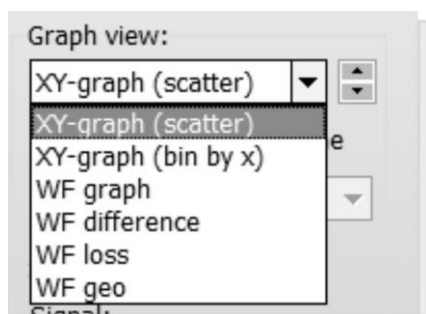 Graph view:
XY-graph (scatter)
XY-graph (scatter)
XY-graph (bin by x)
e
WF graph
WF difference
WF loss
WF geo
Signal: